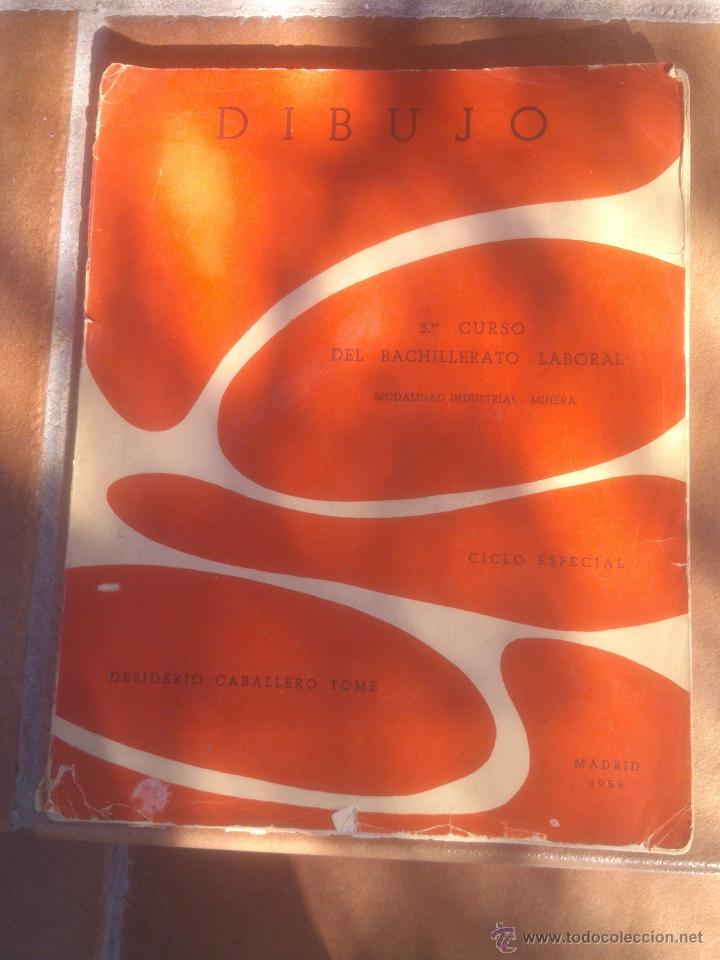 DIBUJO
3.er CURSO
DEL BACHILLERATO LABORAL
MODALIDAD INDUSTRIAL - MINERA
CICLO ESPECIAL
DESIDERIO CABALLERO TOME
MADRID
1959
© www.todocoleccion.net